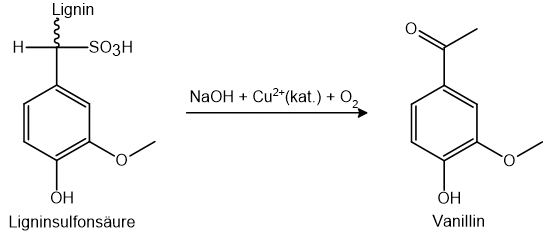 Lignin
H
SO3H
O
OH
Ligninsulfonsäure
NaOH + Cu²⁺(kat.) + O₂
O
O
OH
Vanillin